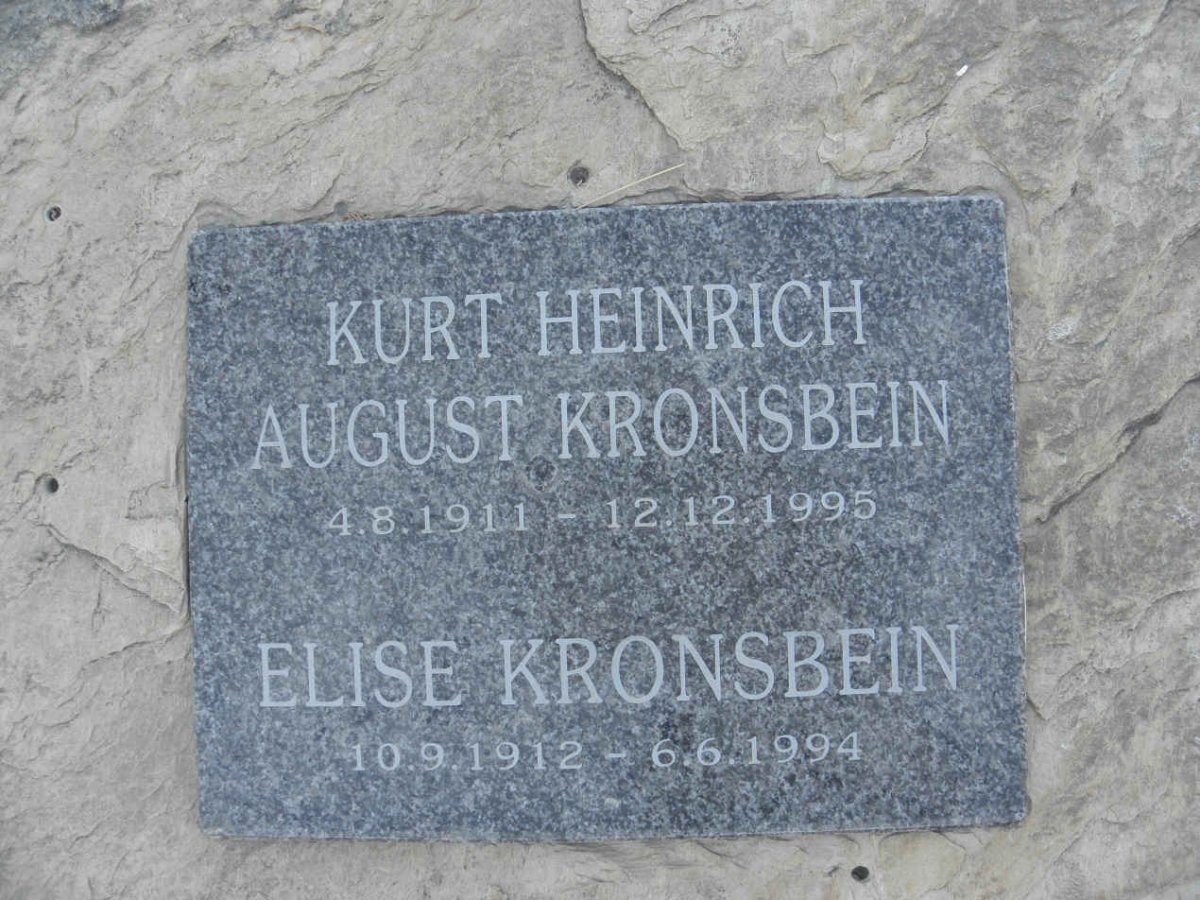 KURT HEINRICH
AUGUST KRONSBEIN
4.8.1911 - 12.12.1995
ELISE KRONSBEIN
10.9.1912 - 6.6.1994